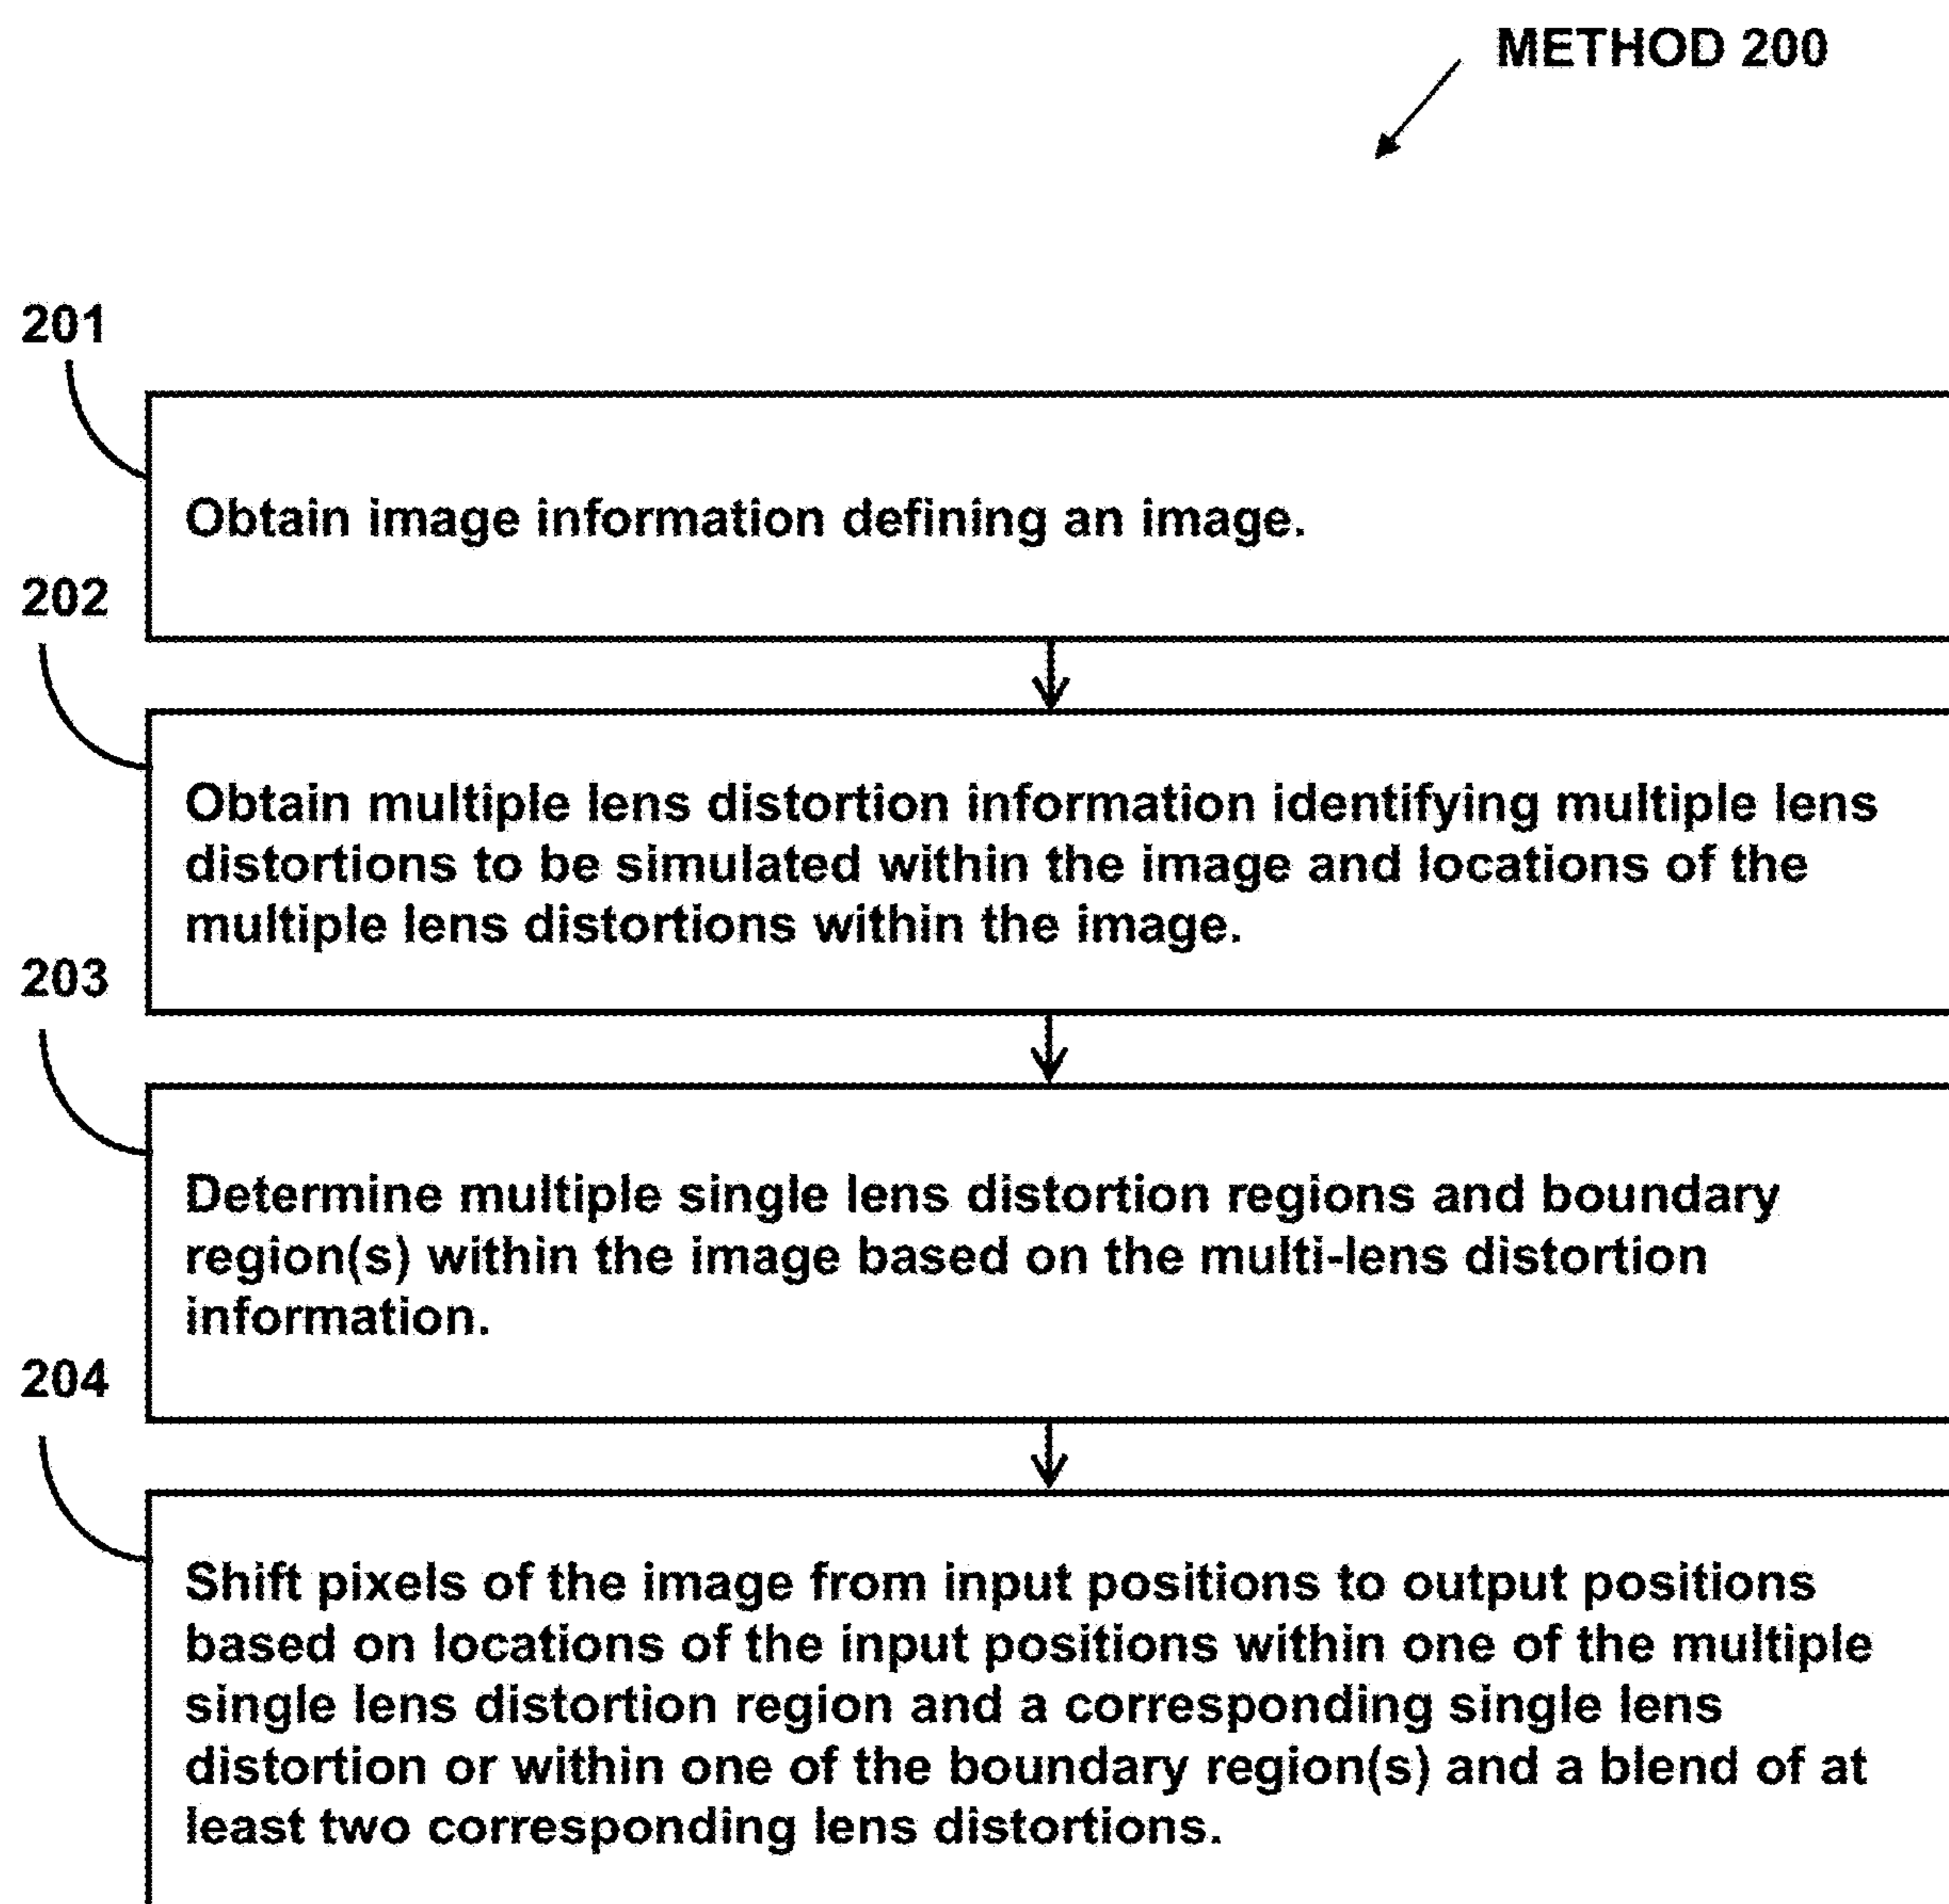 METHOD 200
201
Obtain image information defining an image.
202
Obtain multiple lens distortion information identifying multiple lens
distortions to be simulated within the image and locations of the
multiple lens distortions within the image.
203
Determine multiple single lens distortion regions and boundary
region(s) within the image based on the multi-lens distortion
information.
204
Shift pixels of the image from input positions to output positions
based on locations of the input positions within one of the multiple
single lens distortion region and a corresponding single lens
distortion or within one of the boundary region(s) and a blend of at
least two corresponding lens distortions.